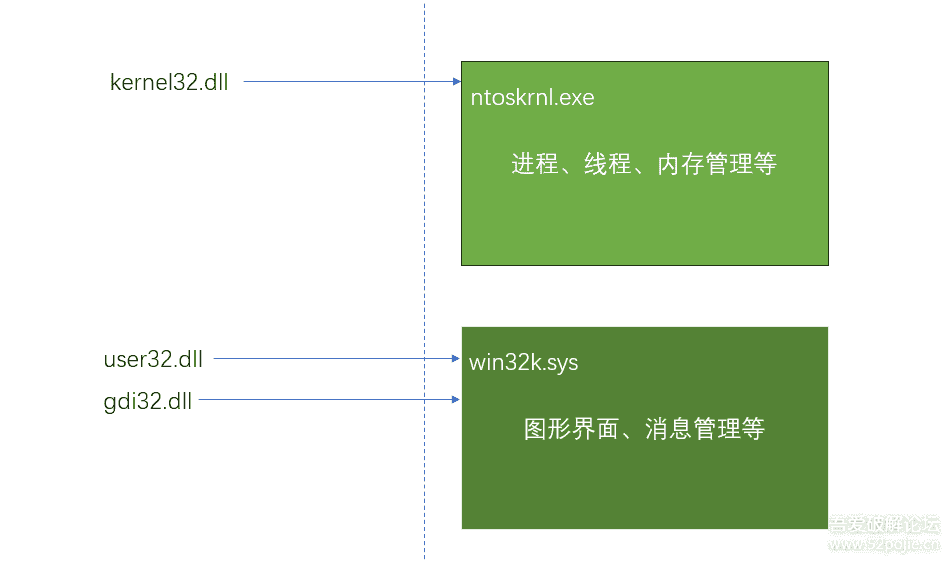 kernel32.dll
ntoskrnl.exe
进程、线程、内存管理等
user32.dll
win32k.sys
gdi32.dll
图形界面、消息管理等
吾爱破解论坛
www.52pojie.cn